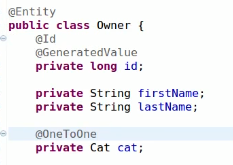 @Entity
public class Owner {
@Id
@GeneratedValue
private long id;
private String firstName;
private String lastName;
@OneToOne
private Cat cat;